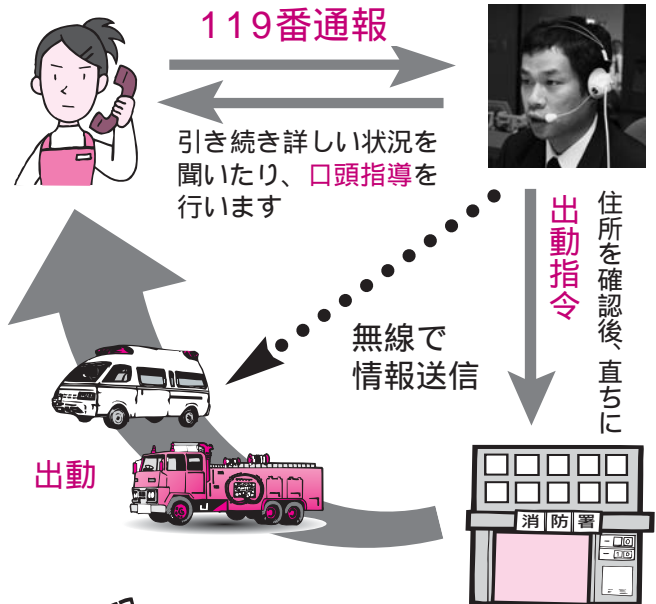 119番通報
引き続き詳しい状況を
聞いたり、口頭指導を
行います
住所を確認後、直ちに
出動指令
無線で
情報送信
出動
消防署